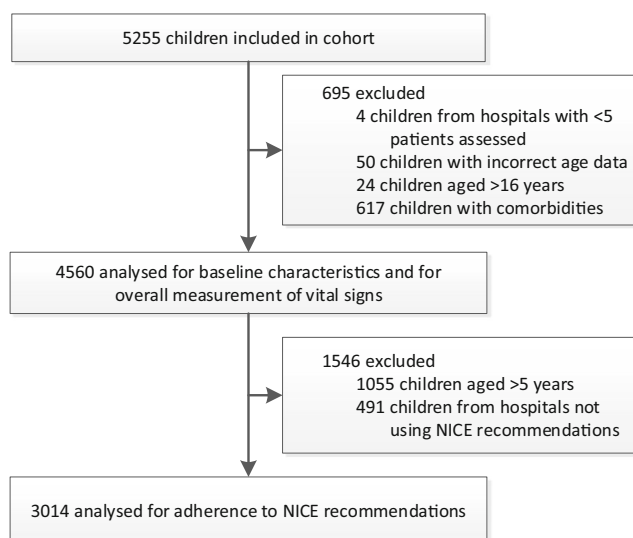 5255 children included in cohort
695 excluded
4 children from hospitals with <5
patients assessed
50 children with incorrect age data
24 children aged >16 years
617 children with comorbidities
4560 analysed for baseline characteristics and for
overall measurement of vital signs
1546 excluded
1055 children aged >5 years
491 children from hospitals not
using NICE recommendations
3014 analysed for adherence to NICE recommendations